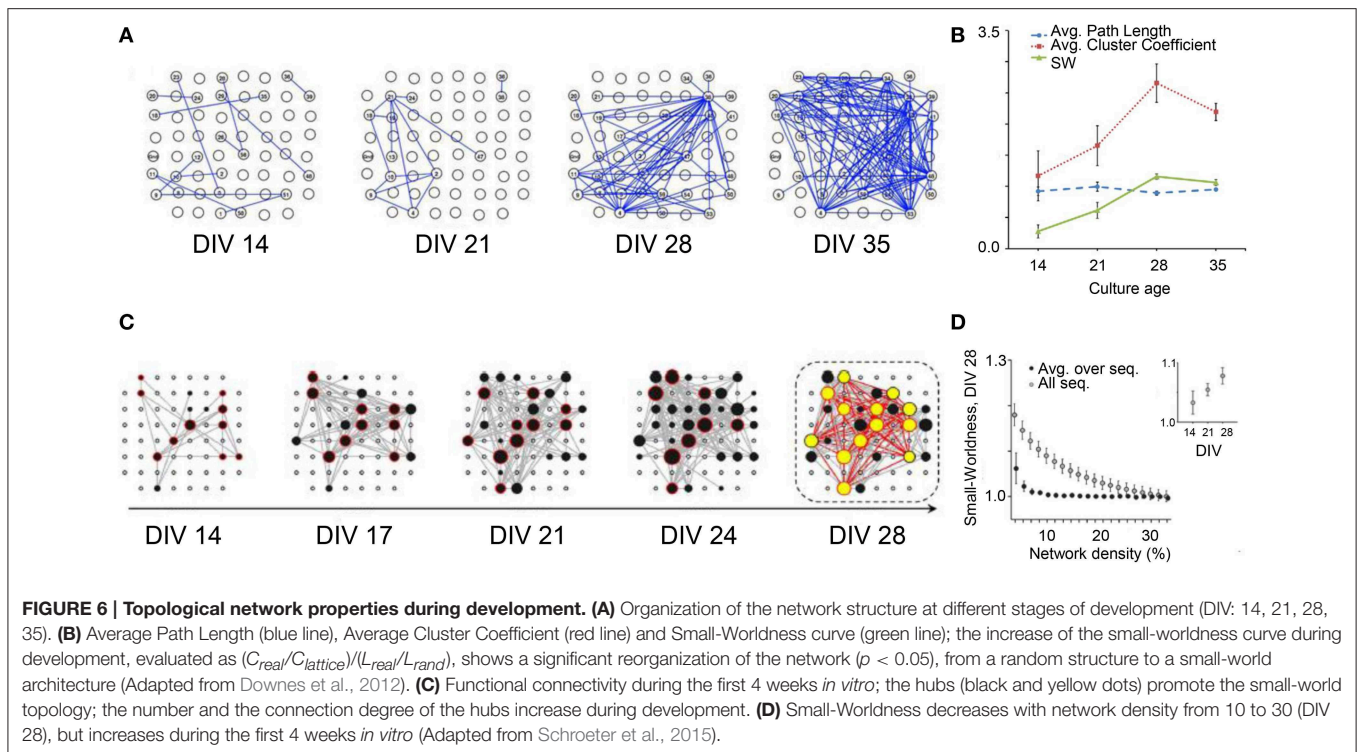 A
DIV 14
DIV 21
DIV 28
DIV 35
B
3.5
Avg. Path Length
Avg. Cluster Coefficient
SW
0.0
14 21 28 35
Culture age
C
DIV 14
DIV 17
DIV 21
DIV 24
DIV 28
D
Small-Worldness, DIV 28
1.3
Avg. over seq.
All seq.
1.0
10 20 30
Network density (%)
1.1
1.0
14 21 28
DIV
FIGURE 6 | Topological network properties during development. (A) Organization of the network structure at different stages of development (DIV: 14, 21, 28,
35). (B) Average Path Length (blue line), Average Cluster Coefficient (red line) and Small-Worldness curve (green line); the increase of the small-worldness curve during
development, evaluated as (Creal/Clattice)/(Lreal/Lrand), shows a significant reorganization of the network (p < 0.05), from a random structure to a small-world
architecture (Adapted from Downes et al., 2012). (C) Functional connectivity during the first 4 weeks in vitro; the hubs (black and yellow dots) promote the small-world
topology; the number and the connection degree of the hubs increase during development. (D) Small-Worldness decreases with network density from 10 to 30 (DIV
28), but increases during the first 4 weeks in vitro (Adapted from Schroeter et al., 2015).